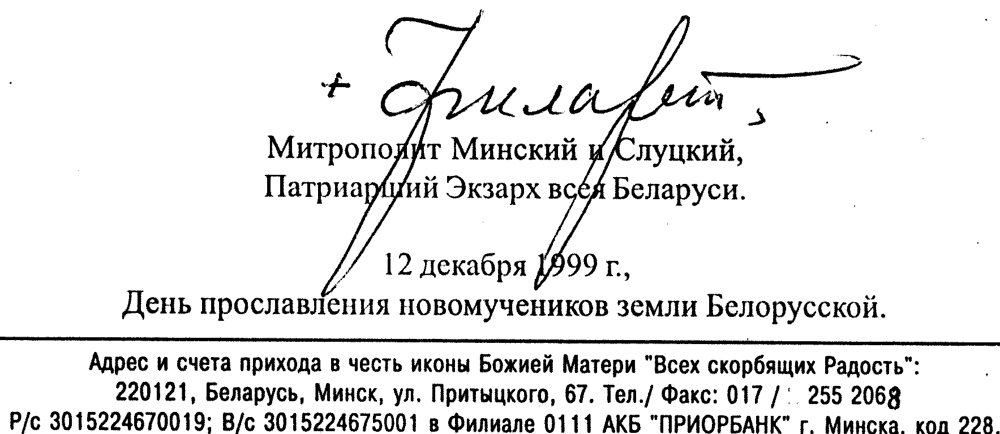 + Филарет,
Митрополит Минский и Слуцкий,
Патриарший Экзарх всея Беларуси.
12 декабря 1999 г.,
День прославления новомучеников земли Белорусской.
Адрес и счета прихода в честь иконы Божией Матери "Всех скорбящих Радость":
220121, Беларусь, Минск, ул. Притыцкого, 67. Тел./ Факс: 017 / 255 2068
Р/с 3015224670019; В/с 3015224675001 в Филиале 0111 АКБ "ПРИОРБАНК" г. Минска, код 228.